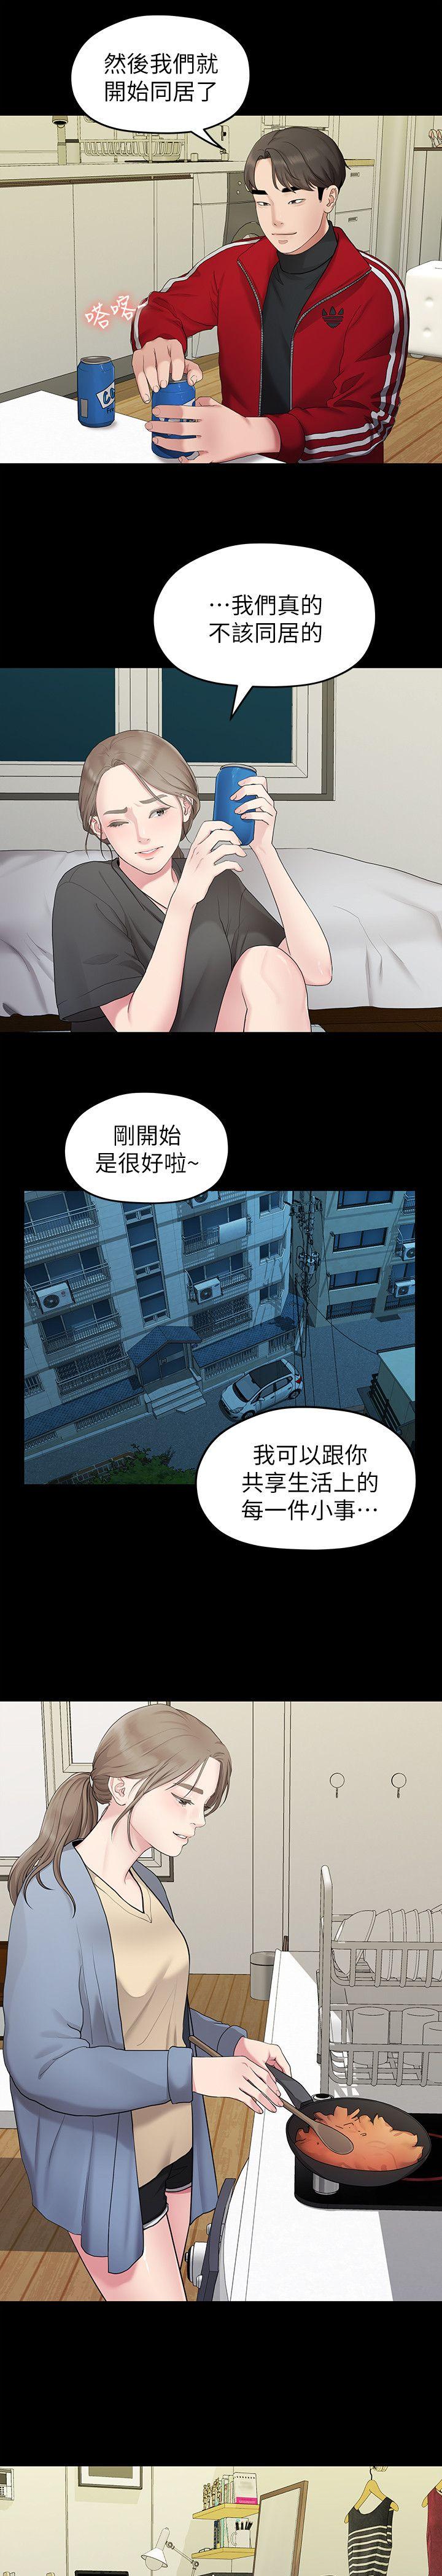 然後我們就
開始同居了
嗒喀
…我們真的
不該同居的
剛開始
是很好啦~
我可以跟你
共享生活上的
每一件小事…